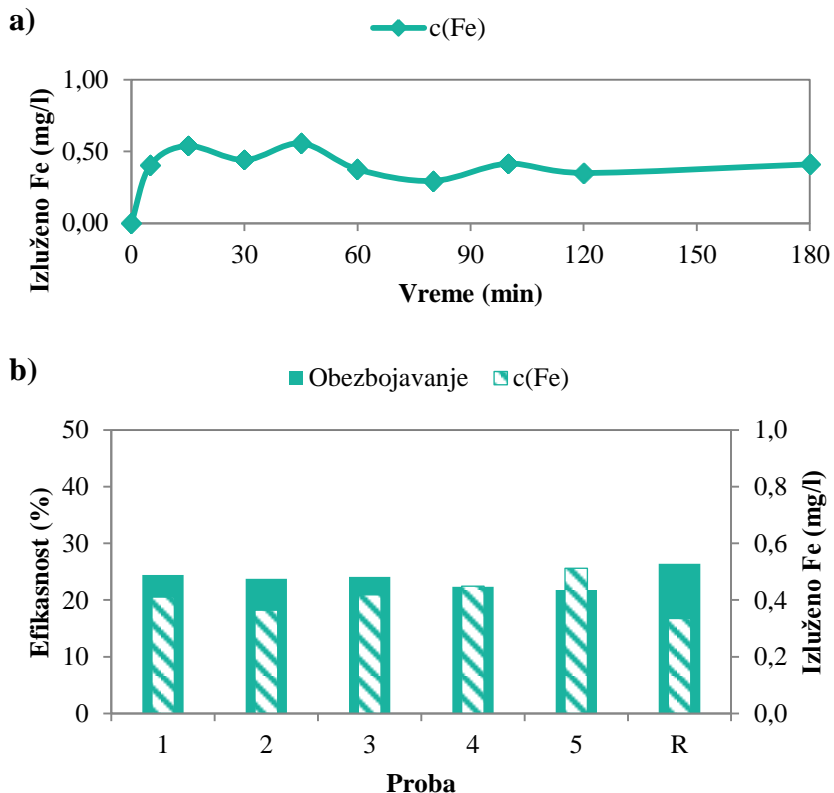 a)
c(Fe)
Izluženo Fe (mg/l)
1,00
0,50
0,00
0 30 60 90 120 150 180
Vreme (min)
b)
Obezbojavanje c(Fe)
Efikasnost (%)
50
40
30
20
10
0
1,0
0,8
0,6
0,4
0,2
0,0
Izluženo Fe (mg/l)
1 2 3 4 5 R
Proba